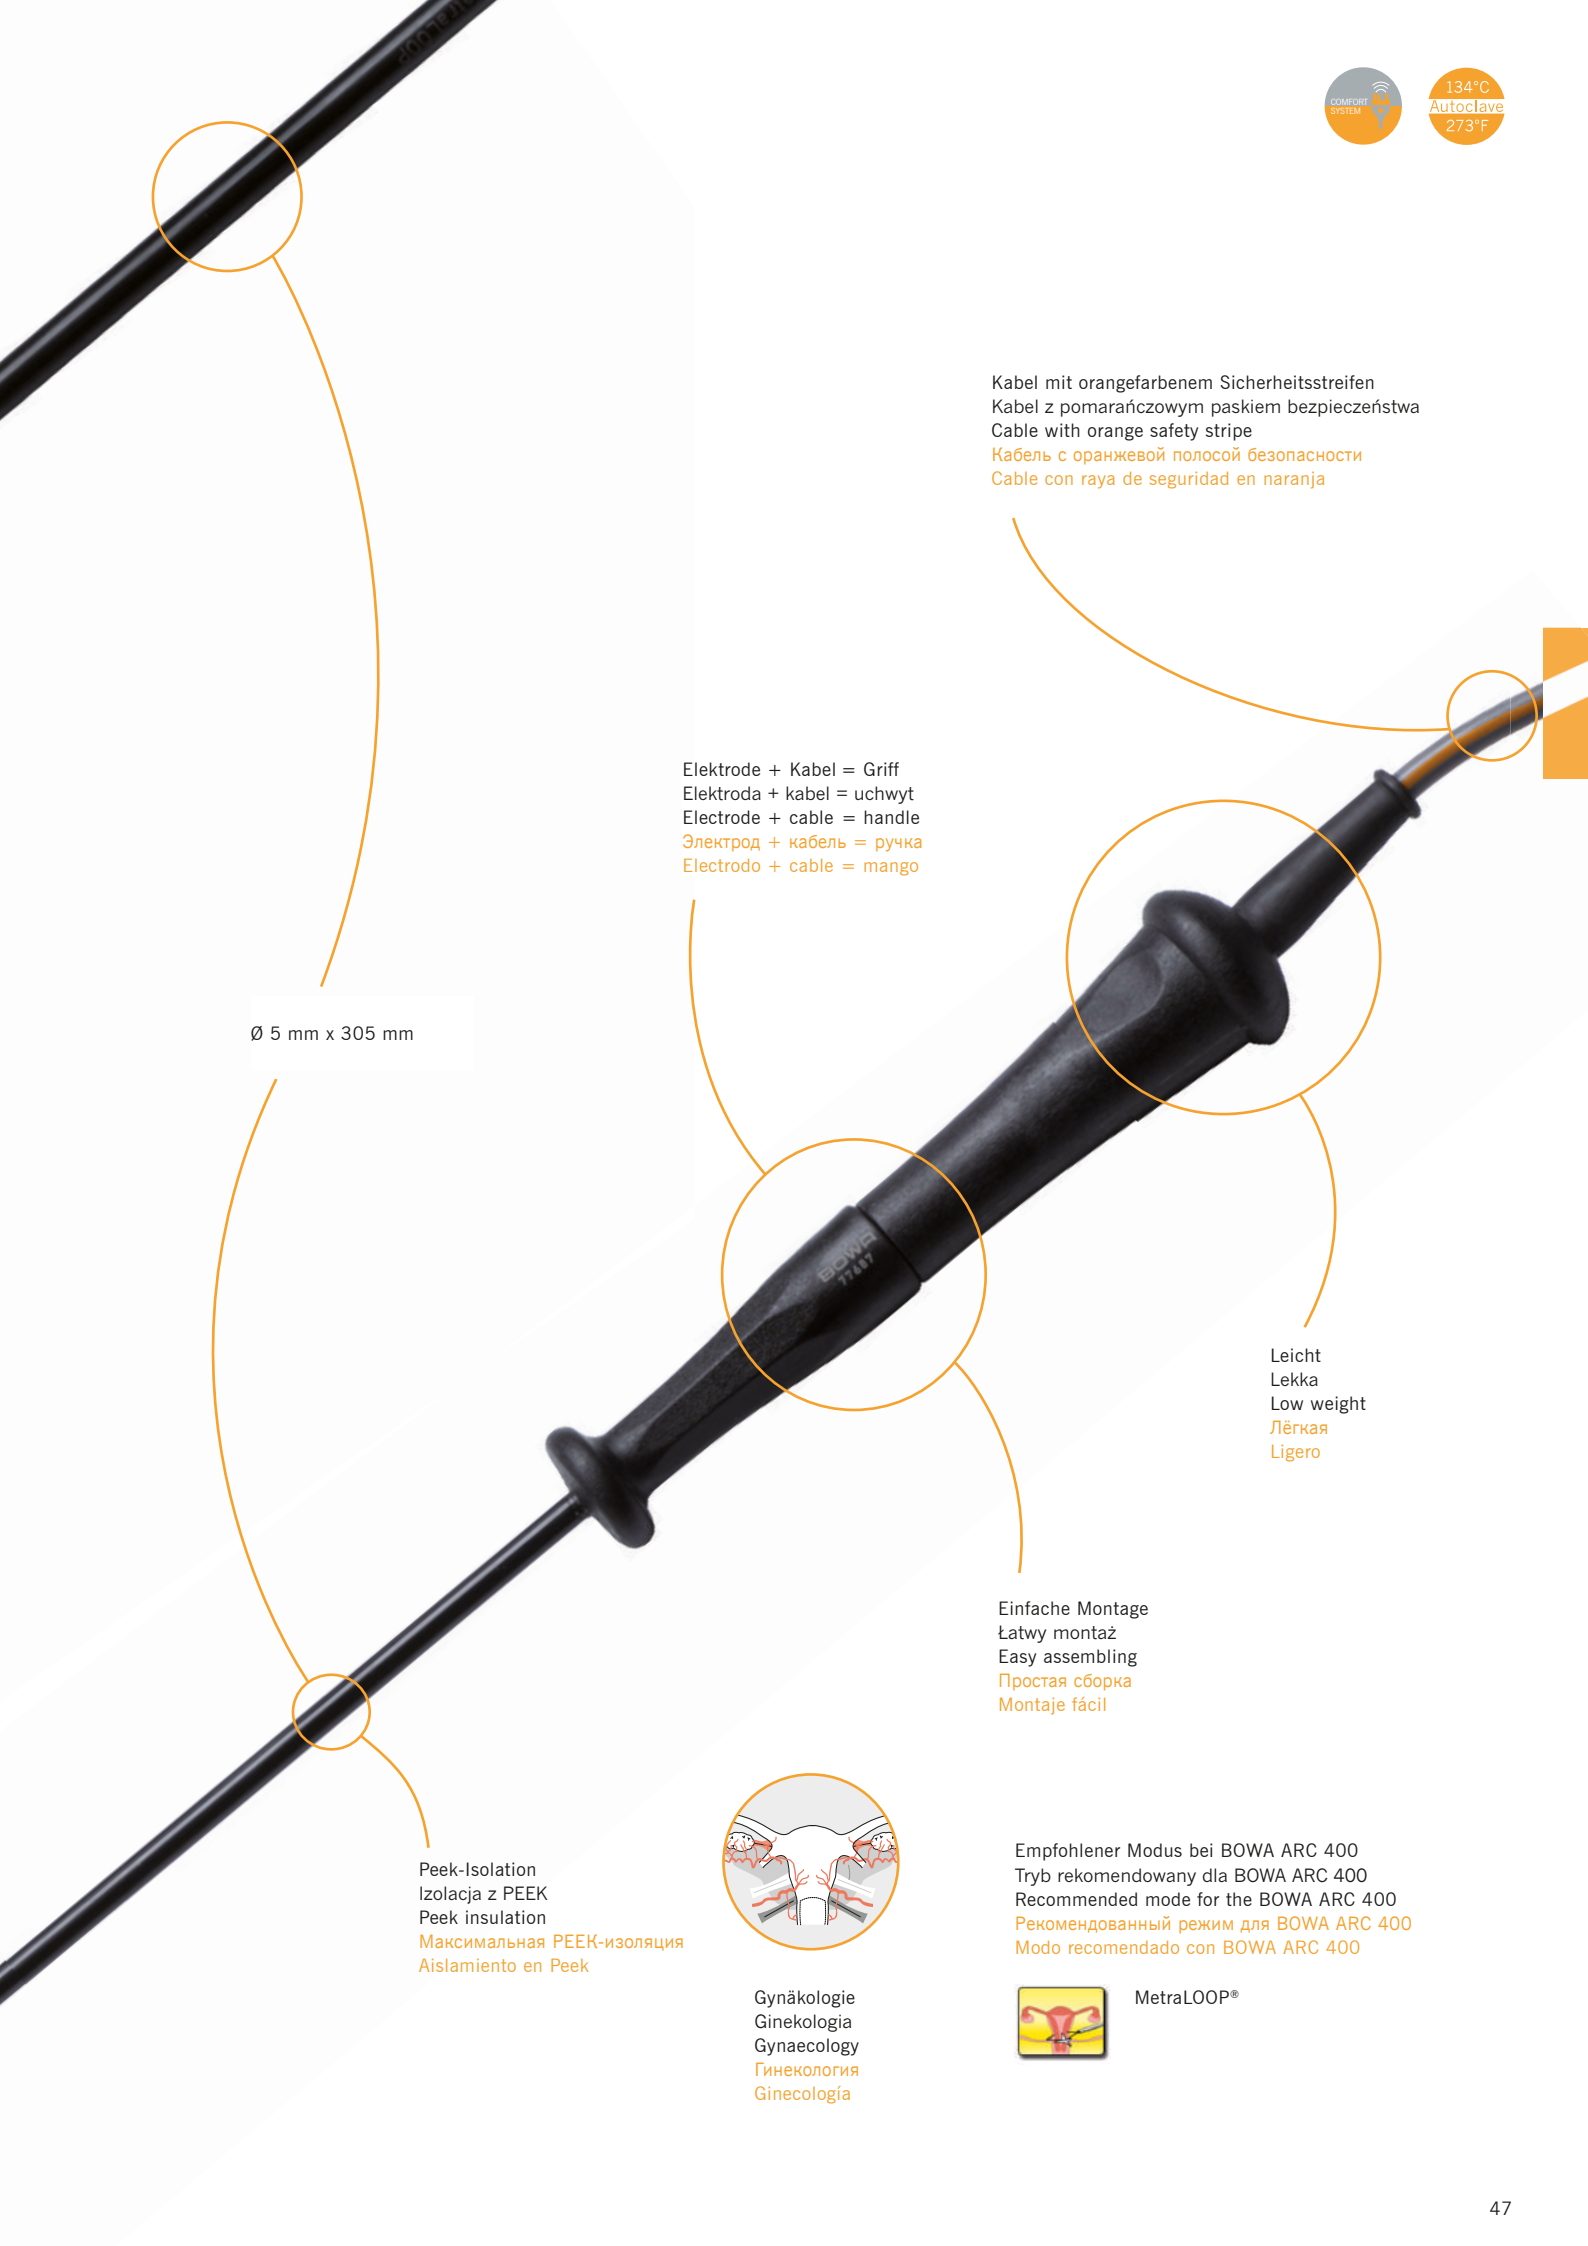 134°C
COMFORT
SYSTEM
Autoclave
273°F
Kabel mit orangefarbenem Sicherheitsstreifen
Kabel z pomarańczowym paskiem bezpieczeństwa
Cable with orange safety stripe
Кабель с оранжевой полосой безопасности
Cable con raya de seguridad en naranja
Elektrode + Kabel = Griff
Elektroda + kabel = uchwyt
Electrode + cable = handle
Электрод + кабель = ручка
Electrodo + cable = mango
Ø 5 mm x 305 mm
BOWA
77687
Leicht
Lekka
Low weight
Лёгкая
Ligero
Einfache Montage
Łatwy montaż
Easy assembling
Простая сборка
Montaje fácil
Peek-Isolation
Izolacja z PEEK
Peek insulation
Максимальная PEEK-изоляция
Aislamiento en Peek
Gynäkologie
Ginekologia
Gynaecology
Гинекология
Ginecología
Empfohlener Modus bei BOWA ARC 400
Tryb rekomendowany dla BOWA ARC 400
Recommended mode for the BOWA ARC 400
Рекомендованный режим для BOWA ARC 400
Modo recomendado con BOWA ARC 400
MetraLOOP®
47